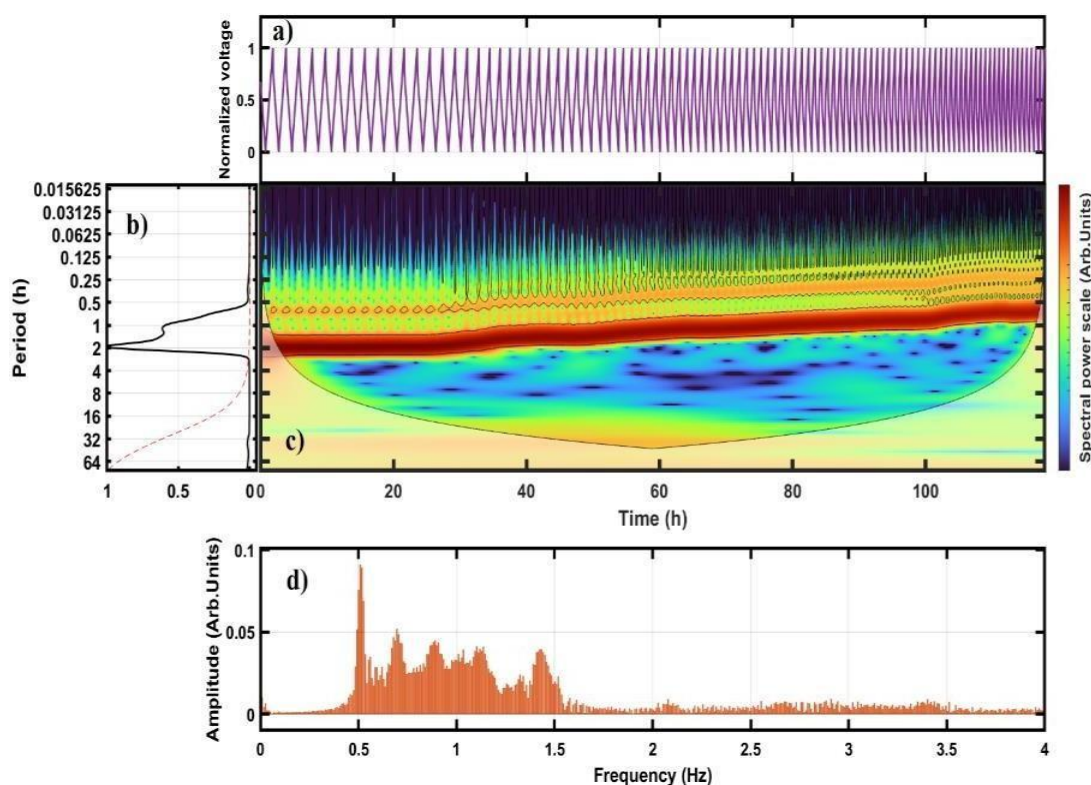 a)
Normalized voltage
1
0.5
0
b)
Period (h)
0.015625
0.03125
0.0625
0.125
0.25
0.5
1
2
4
8
16
32
64
1 0.5 0
c)
0 20 40 60 80 100
Time (h)
Spectral power scale (Arb.Units)
d)
Amplitude (Arb.Units)
0.1
0.05
0
0 0.5 1 1.5 2 2.5 3 3.5 4
Frequency (Hz)